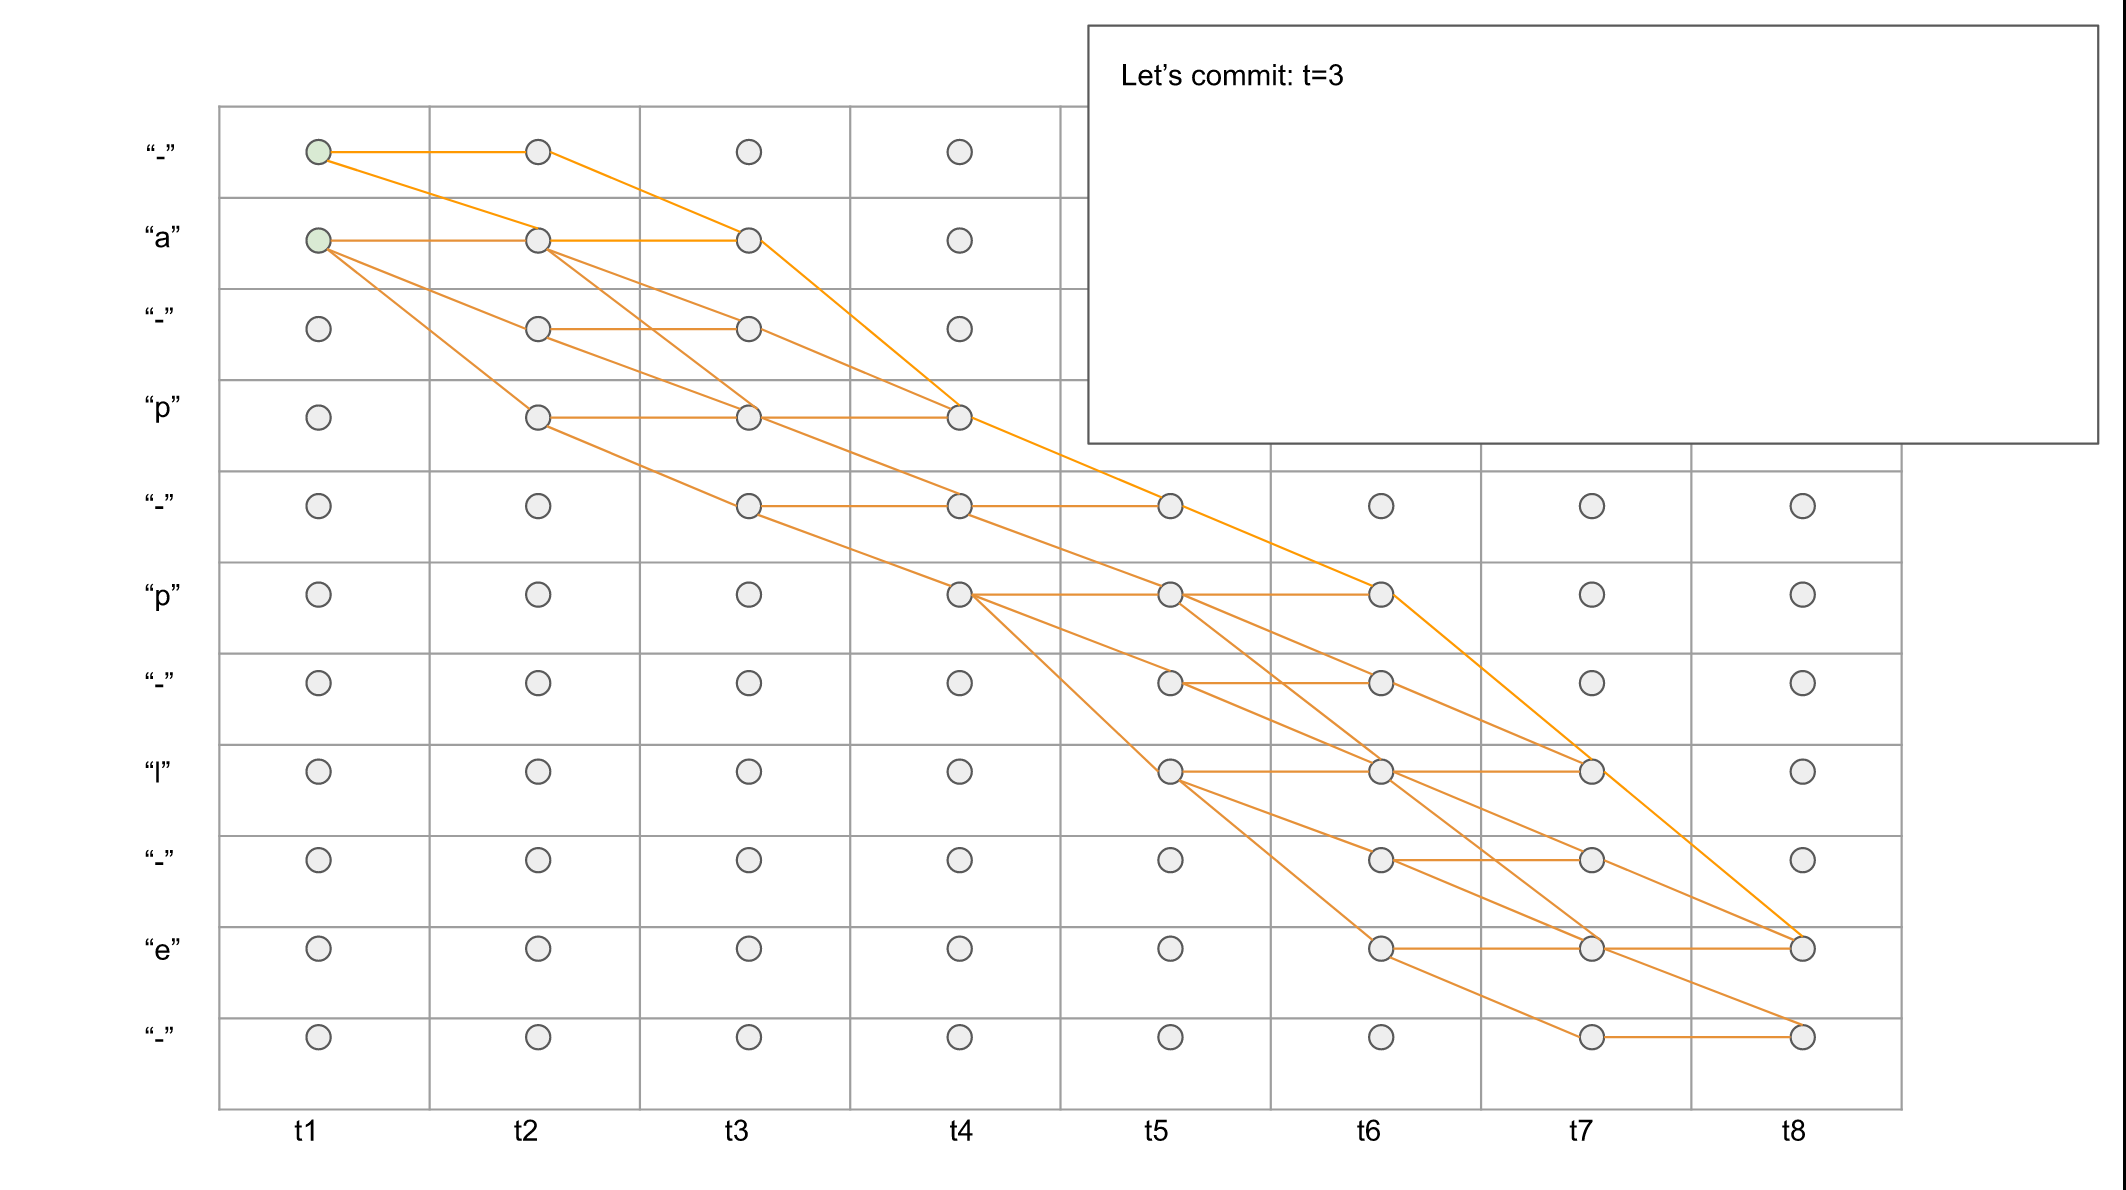 Let’s commit: t=3
“-”
“a”
“-”
“p”
“-”
“p”
“-”
“l”
“-”
“e”
“-”
t1 t2 t3 t4 t5 t6 t7 t8